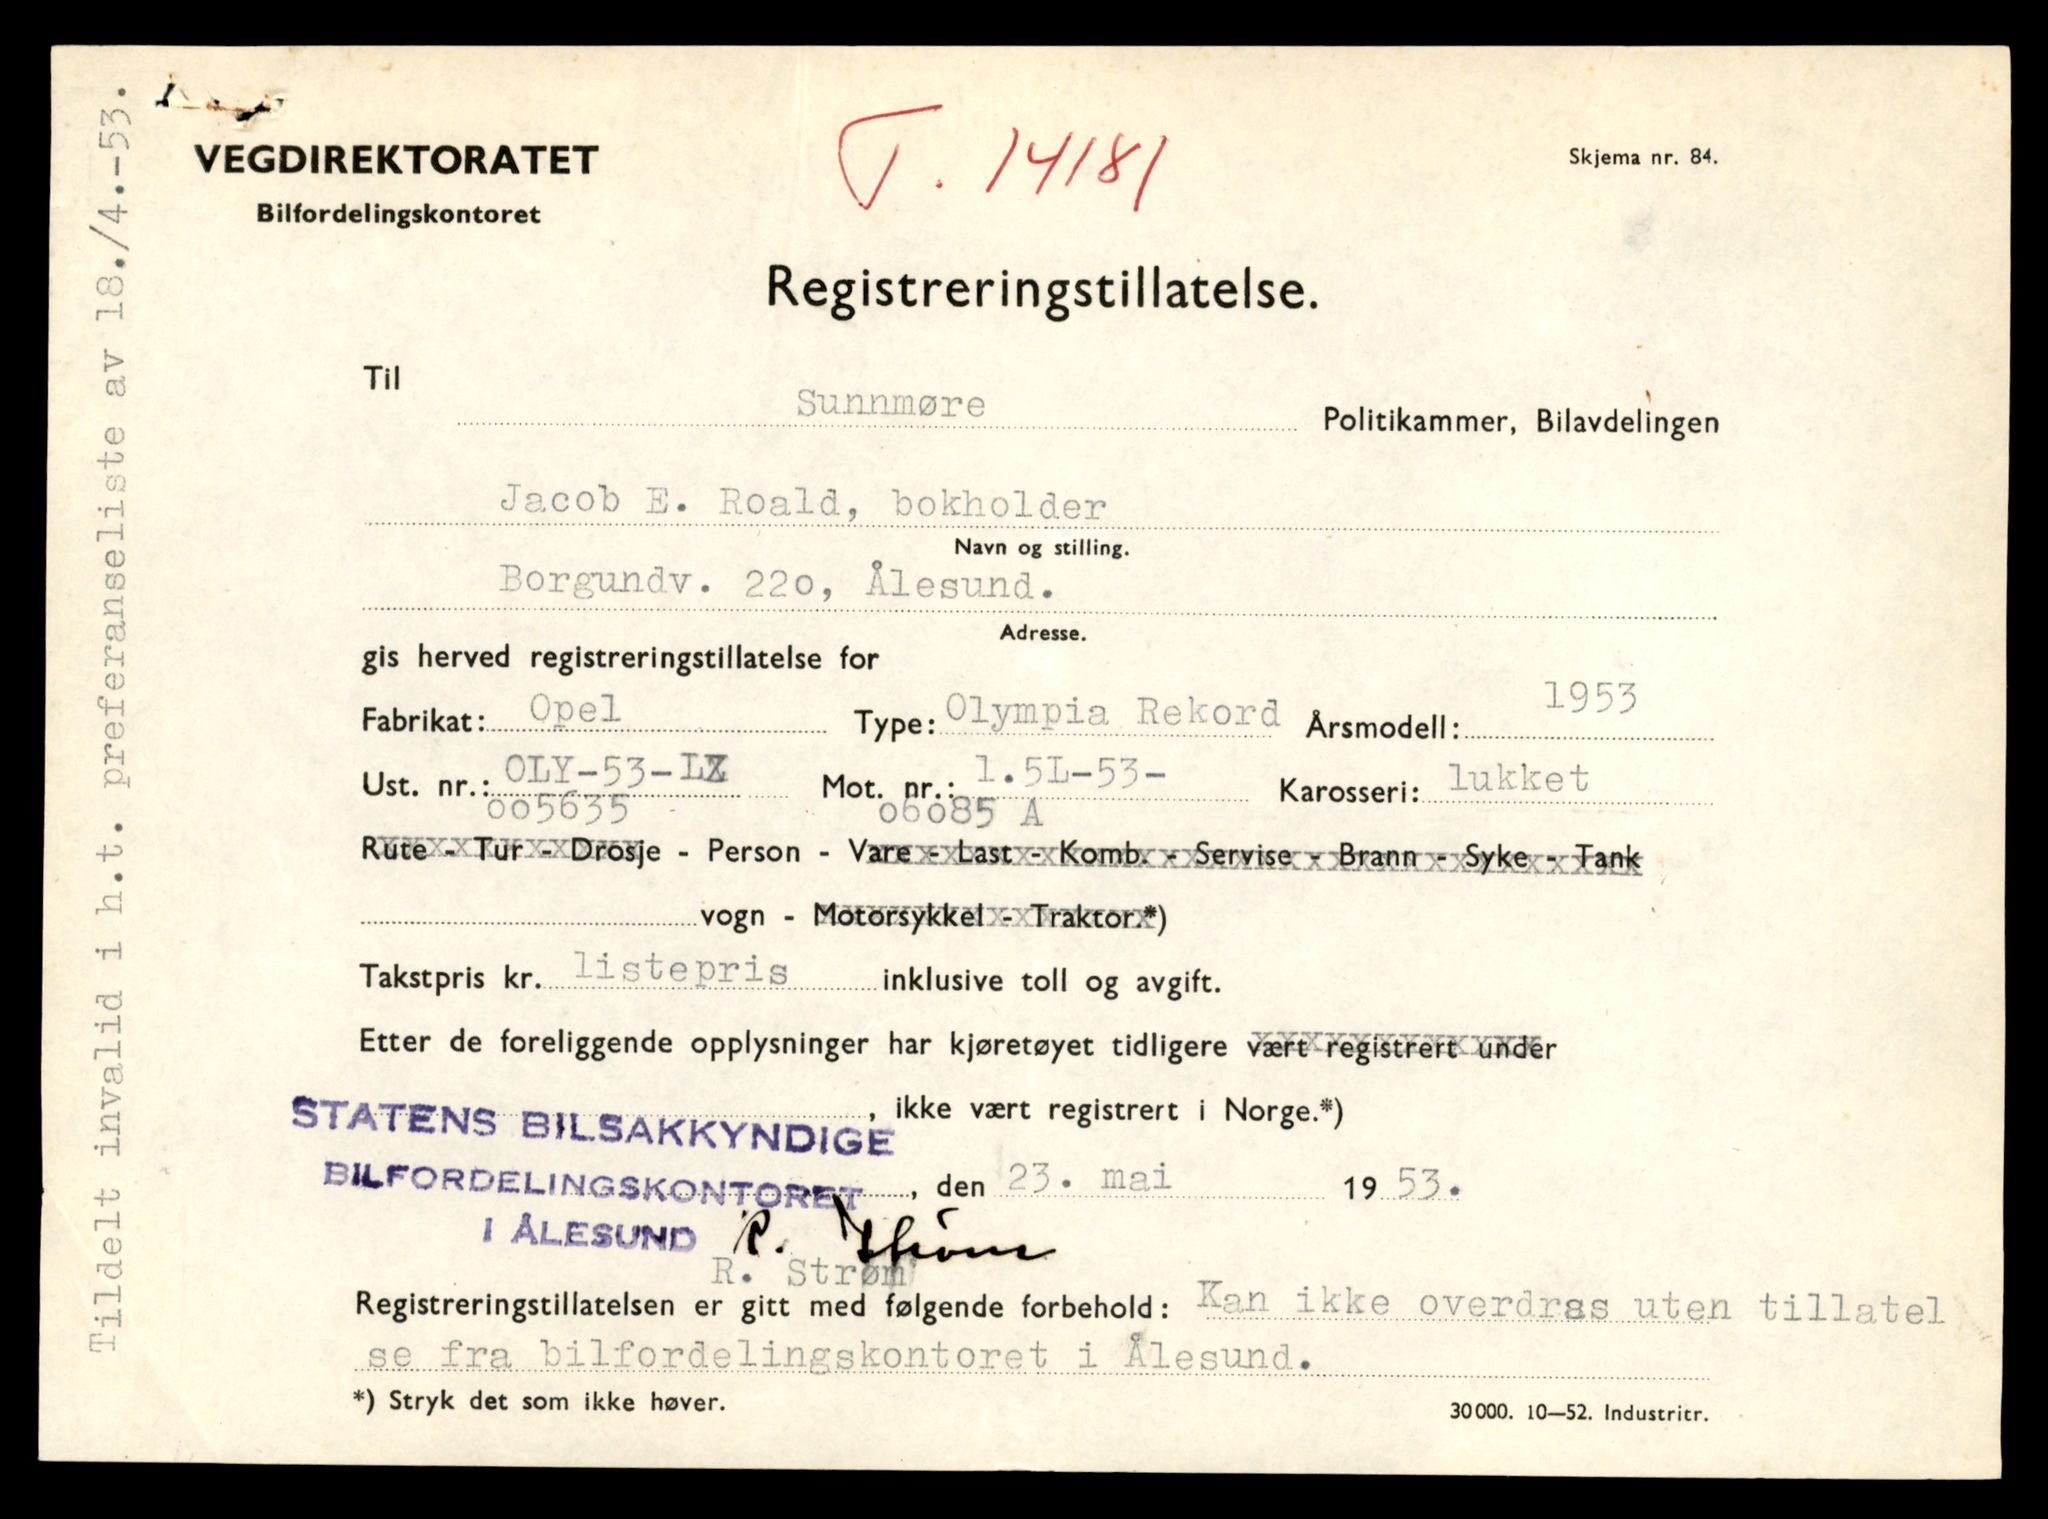 Tildelt invalid i h.t. preferanseliste av 18./4.-53.
VEGDIREKTORATET
Bilfordelingskontoret
T. 14181
Skjema nr. 84.
Registreringstillatelse.
Til
Sunnmøre Politikammer, Bilavdelingen
Jacob E. Roald, bokholder
Navn og stilling.
Borgundv. 220, Ålesund.
Adresse.
gis herved registreringstillatelse for
Fabrikat: Opel Type: Olympia Rekord Årsmodell: 1953
Ust. nr.: OLY-53-LZ Mot. nr.: 1.5L-53- Karosseri: lukket
005635 06085 A
Rute - Tur - Drosje - Person - Vare - Last - Komb. - Servise - Brann - Syke - Tank
vogn - Motorsykkel - Traktor.*)
Takstpris kr. listepris inklusive toll og avgift.
Etter de foreliggende opplysninger har kjøretøyet tidligere vært registrert under
, ikke vært registrert i Norge.*)
STATENS BILSAKKYNDIGE
BILFORDELINGSKONTORET , den 23. mai 1953.
I ÅLESUND R. Strøm
R. Strøm
Registreringstillatelsen er gitt med følgende forbehold: Kan ikke overdras uten tillatel
se fra bilfordelingskontoret i Ålesund.
*) Stryk det som ikke høver.
30000. 10—52. Industritr.